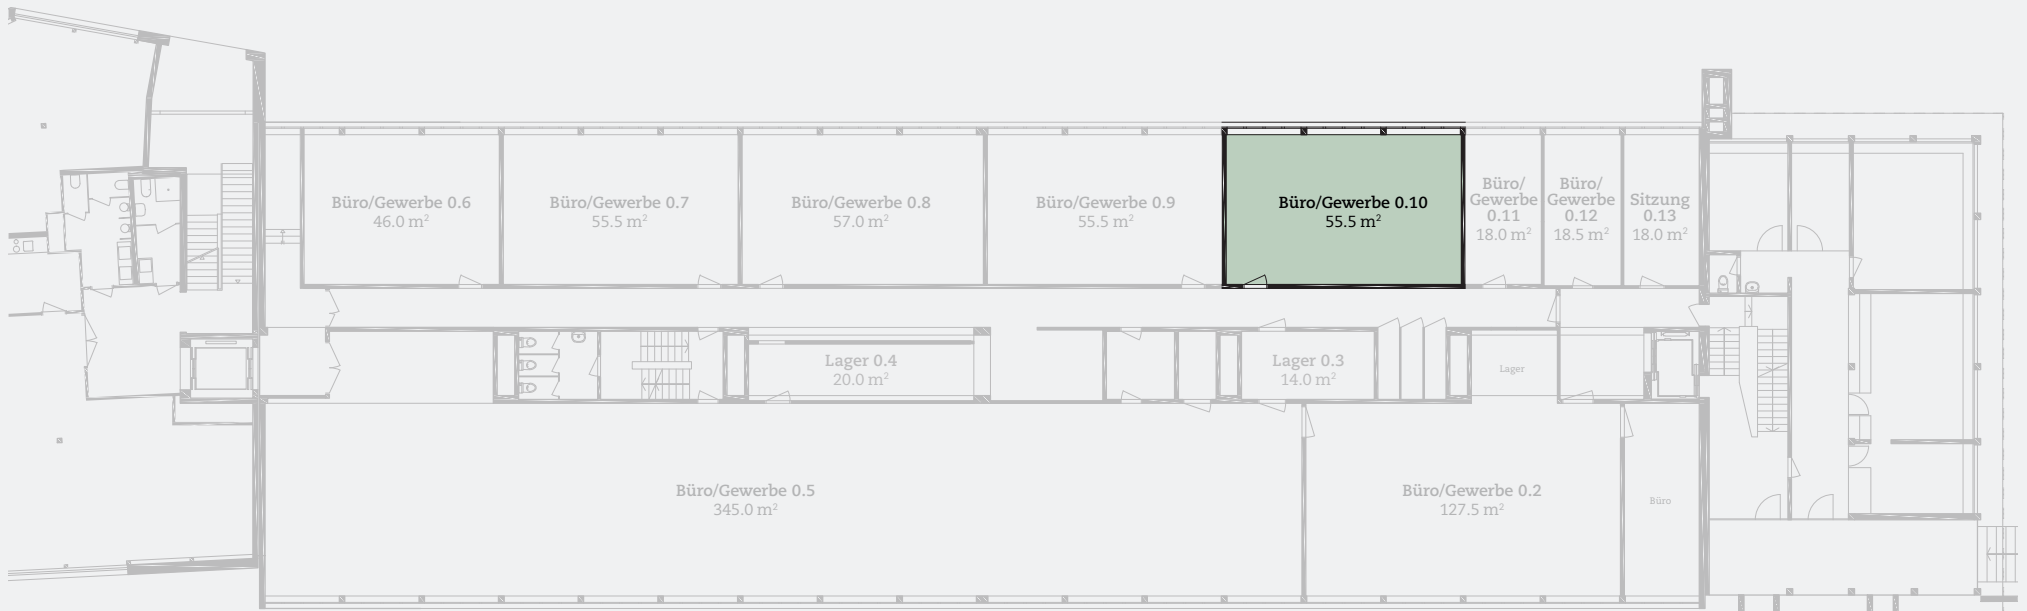 Büro/Gewerbe 0.6
46.0 m²
Büro/Gewerbe 0.7
55.5 m²
Büro/Gewerbe 0.8
57.0 m²
Büro/Gewerbe 0.9
55.5 m²
Büro/Gewerbe 0.10
55.5 m²
Büro/
Gewerbe
0.11
18.0 m²
Büro/
Gewerbe
0.12
18.5 m²
Sitzung
0.13
18.0 m²
Lager 0.4
20.0 m²
Lager 0.3
14.0 m²
Lager
Büro/Gewerbe 0.5
345.0 m²
Büro/Gewerbe 0.2
127.5 m²
Büro